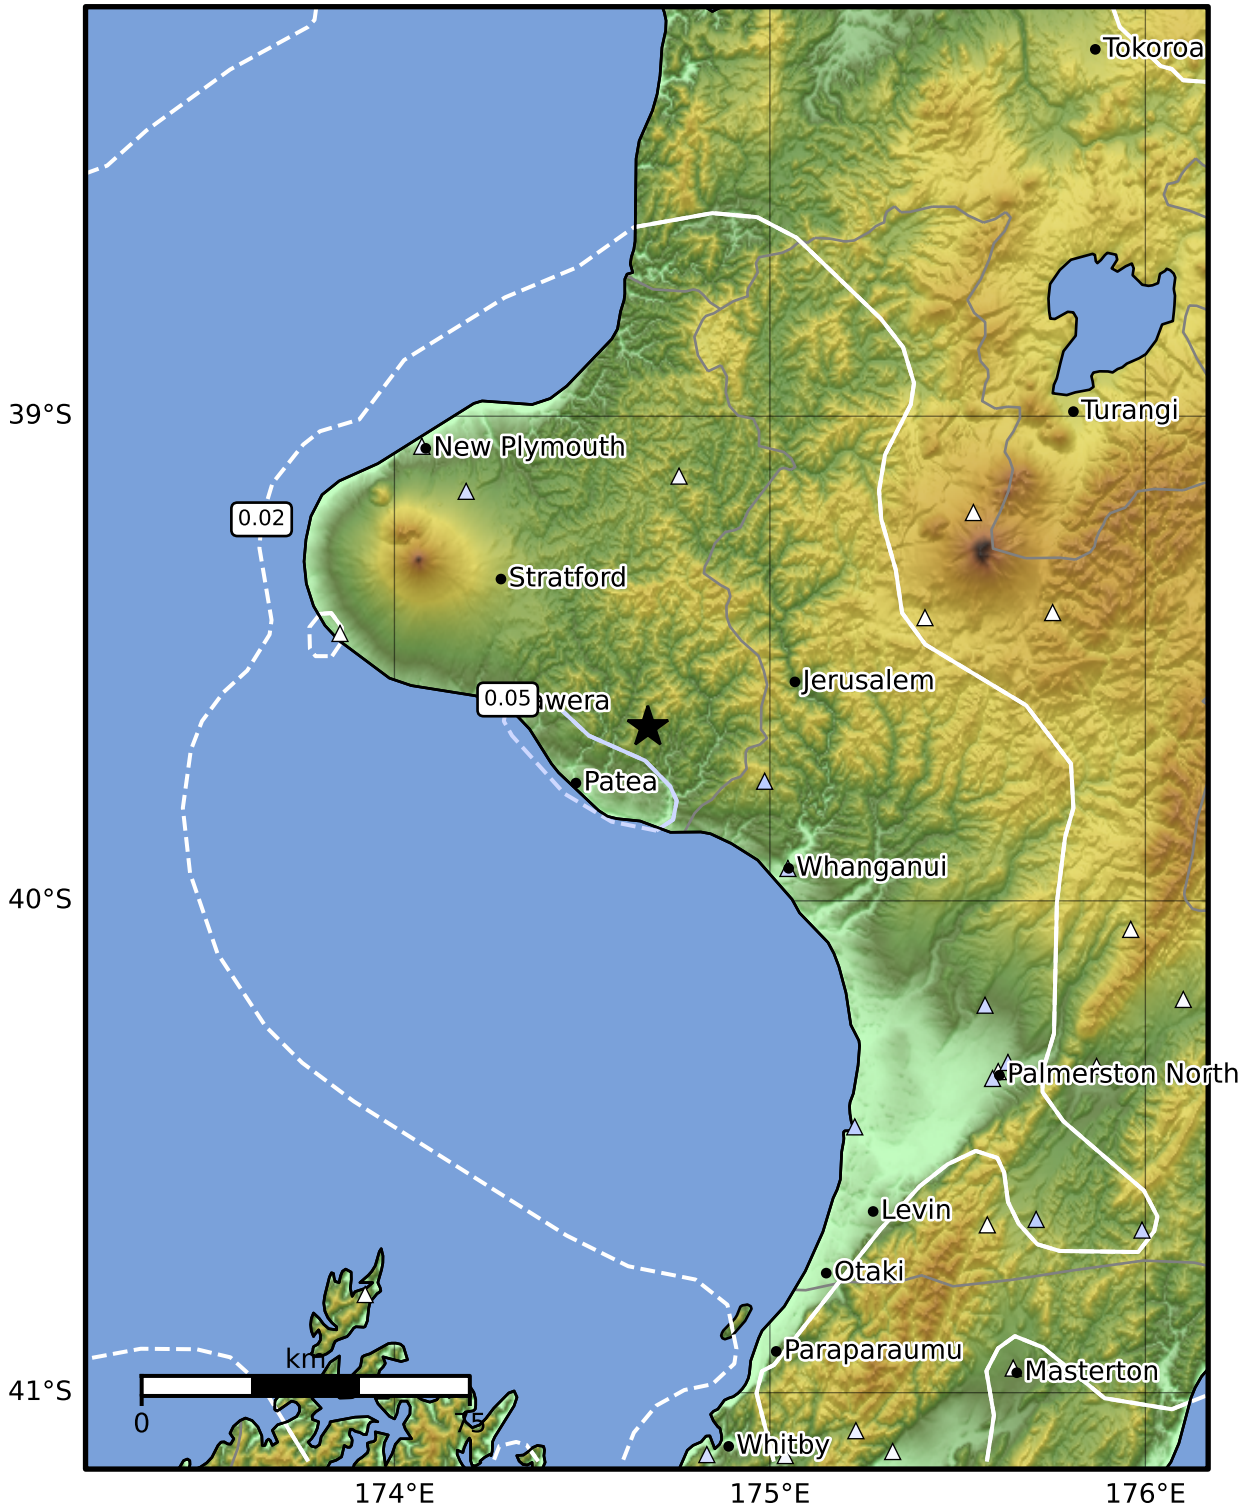 Tokoroa
39°S
Turangi
New Plymouth
0.02
Stratford
Jerusalem
0.05
awera
Patea
Whanganui
40°S
Palmerston North
Levin
Otaki
km
Paraparaumu
Masterton
41°S
0
75
Whitby
174°E
175°E
176°E